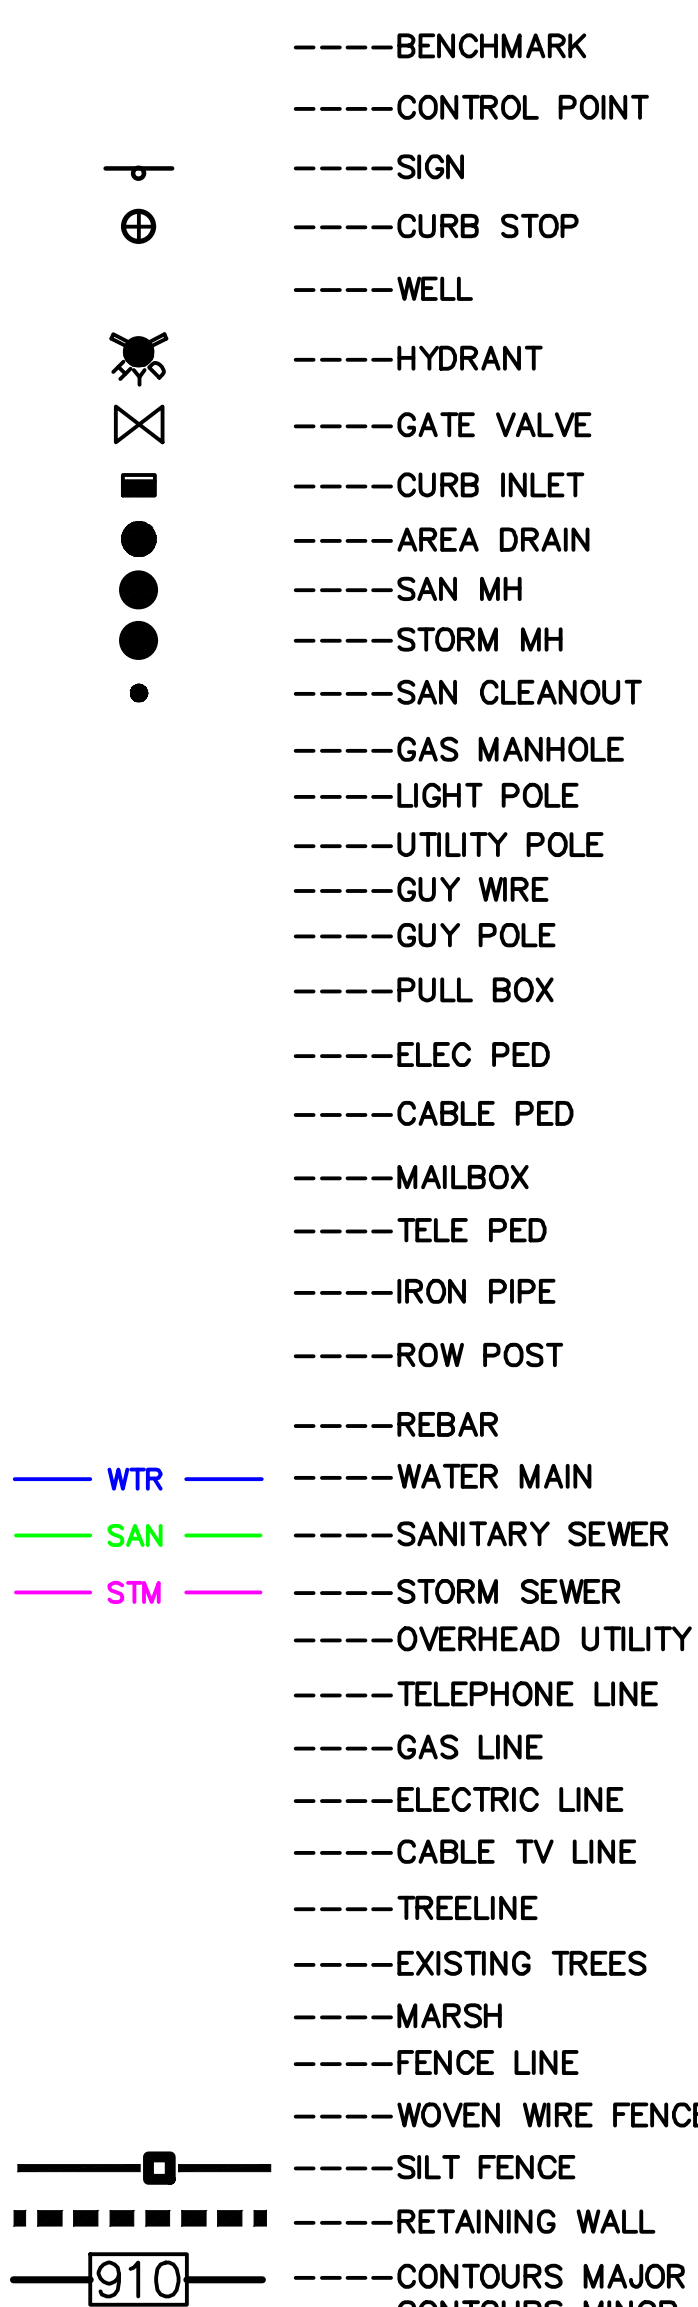 BENCHMARK
CONTROL POINT
SIGN
CURB STOP
WELL
HYD HYDRANT
GATE VALVE
CURB INLET
AREA DRAIN
SAN MH
STORM MH
SAN CLEANOUT
GAS MANHOLE
LIGHT POLE
UTILITY POLE
GUY WIRE
GUY POLE
PULL BOX
ELEC PED
CABLE PED
MAILBOX
TELE PED
IRON PIPE
ROW POST
REBAR
WTR WATER MAIN
SAN SANITARY SEWER
STM STORM SEWER
OVERHEAD UTILITY
TELEPHONE LINE
GAS LINE
ELECTRIC LINE
CABLE TV LINE
TREELINE
EXISTING TREES
MARSH
FENCE LINE
WOVEN WIRE FENCE
SILT FENCE
RETAINING WALL
910 CONTOURS MAJOR
CONTOURS MINOR